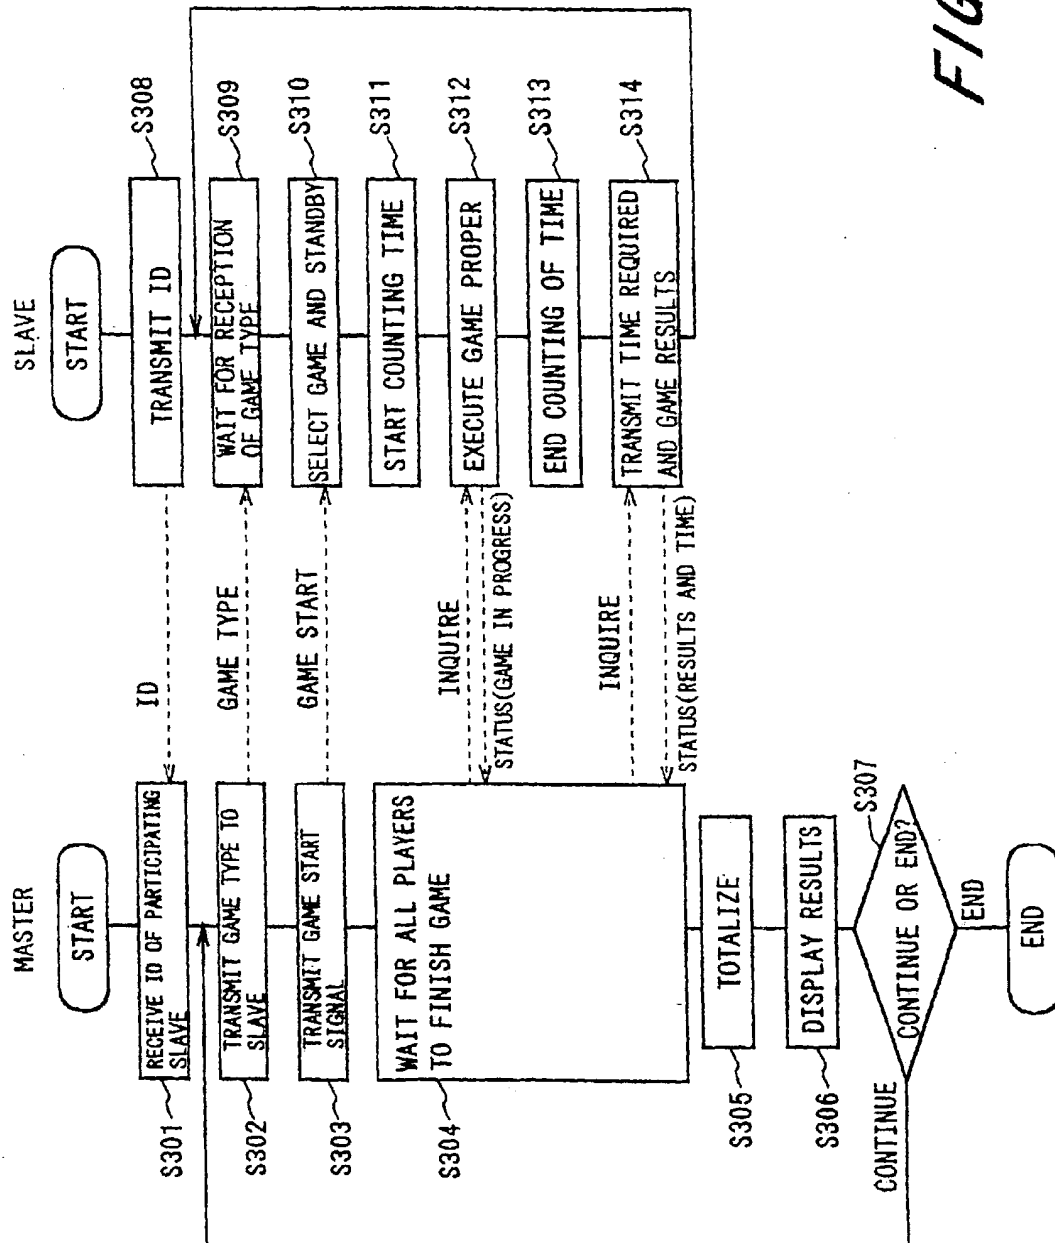 MASTER
START
RECEIVE ID OF PARTICIPATING
SLAVE
S301
TRANSMIT GAME TYPE TO
SLAVE
S302
TRANSMIT GAME START
SIGNAL
S303
WAIT FOR ALL PLAYERS
TO FINISH GAME
S304
TOTALIZE
S305
DISPLAY RESULTS
S306
CONTINUE OR END?
S307
CONTINUE
END
END
ID
GAME TYPE
GAME START
INQUIRE
STATUS(GAME IN PROGRESS)
INQUIRE
STATUS(RESULTS AND TIME)
SLAVE
START
TRANSMIT ID
S308
WAIT FOR RECEPTION
OF GAME TYPE
S309
SELECT GAME AND STANDBY
S310
START COUNTING TIME
S311
EXECUTE GAME PROPER
S312
END COUNTING OF TIME
S313
TRANSMIT TIME REQUIRED
AND GAME RESULTS
S314